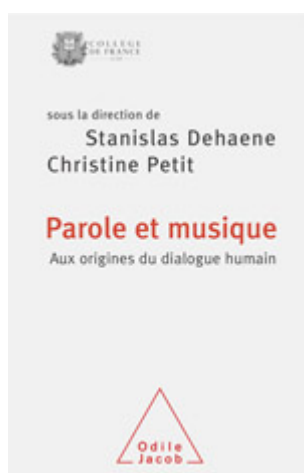 COLLÈGE
DE FRANCE
sous la direction de
Stanislas Dehaene
Christine Petit
Parole et musique
Aux origines du dialogue humain
Odile
Jacob